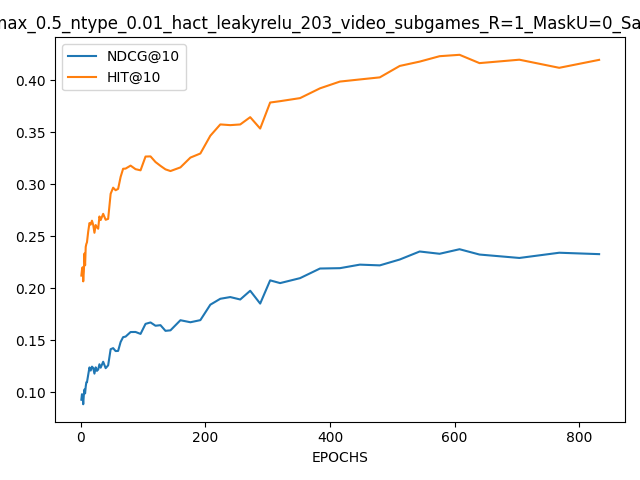 max_0.5_ntype_0.01_hact_leakyrelu_203_video_subgames_R=1_MaskU=0_Sa
NDCG@10
HIT@10
0.40
0.35
0.30
0.25
0.20
0.15
0.10
0 200 400 600 800
EPOCHS